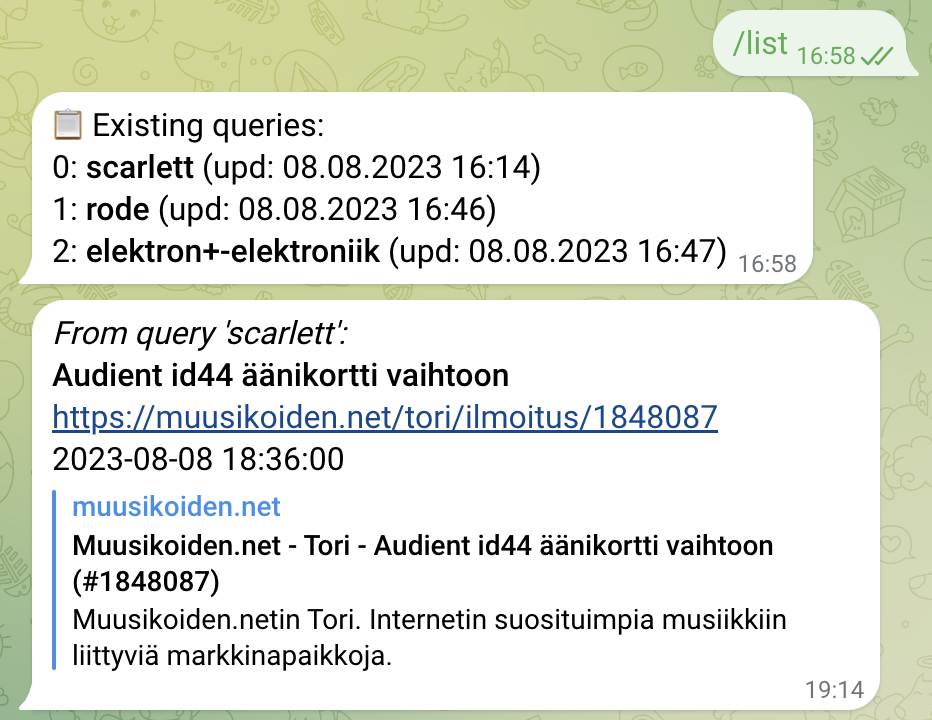 /list 16:58
📋 Existing queries:
0: scarlett (upd: 08.08.2023 16:14)
1: rode (upd: 08.08.2023 16:46)
2: elektron+-elektroniik (upd: 08.08.2023 16:47)
16:58
From query 'scarlett':
Audient id44 äänikortti vaihtoon
https://muusikoiden.net/tori/ilmoitus/1848087
2023-08-08 18:36:00
muusikoiden.net
Muusikoiden.net - Tori - Audient id44 äänikortti vaihtoon
(#1848087)
Muusikoiden.netin Tori. Internetin suosituimpia musiikkiin
liittyviä markkinapaikkoja.
19:14